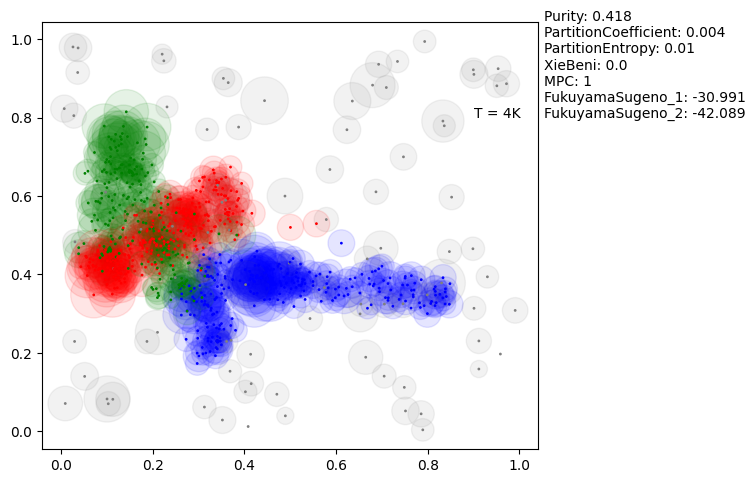 Purity: 0.418
PartitionCoefficient: 0.004
PartitionEntropy: 0.01
XieBeni: 0.0
MPC: 1
FukuyamaSugeno_1: -30.991
FukuyamaSugeno_2: -42.089
T = 4K
1.0
0.8
0.6
0.4
0.2
0.0
0.0 0.2 0.4 0.6 0.8 1.0